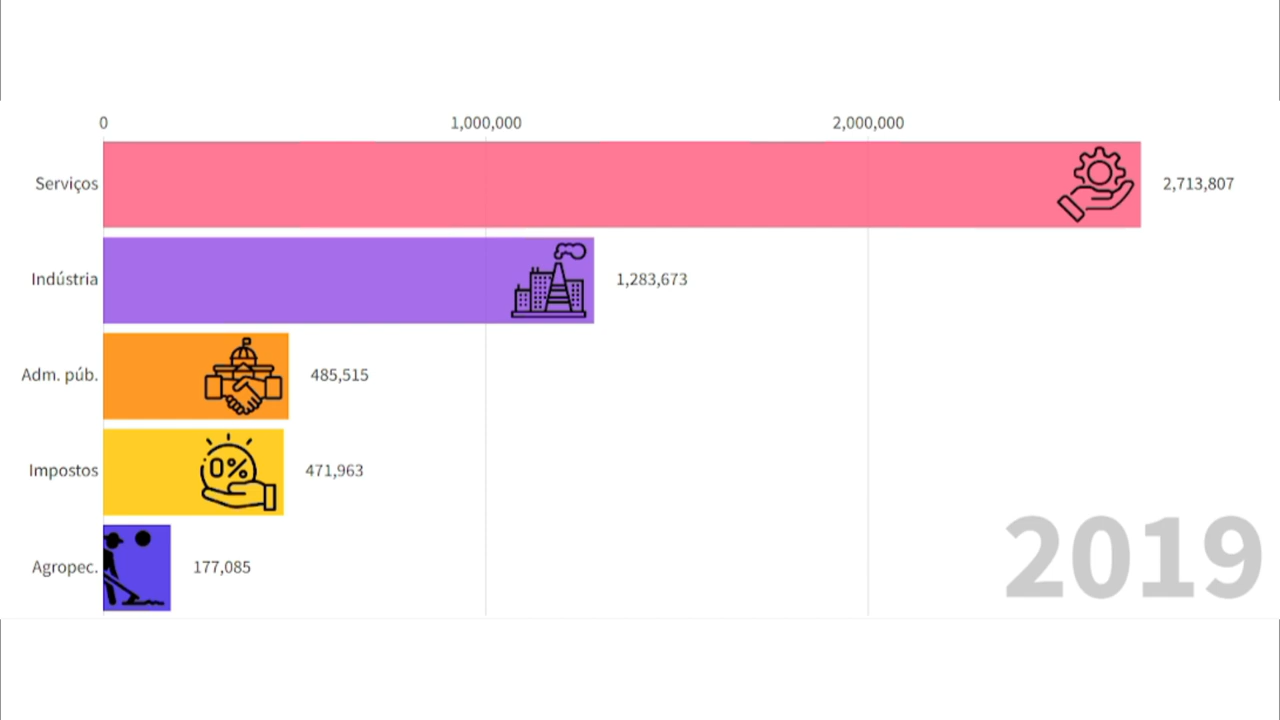 0 1,000,000 2,000,000
Serviços 2,713,807
Indústria 1,283,673
Adm. púb. 485,515
Impostos 0% 471,963
Agropec. 177,085
2019